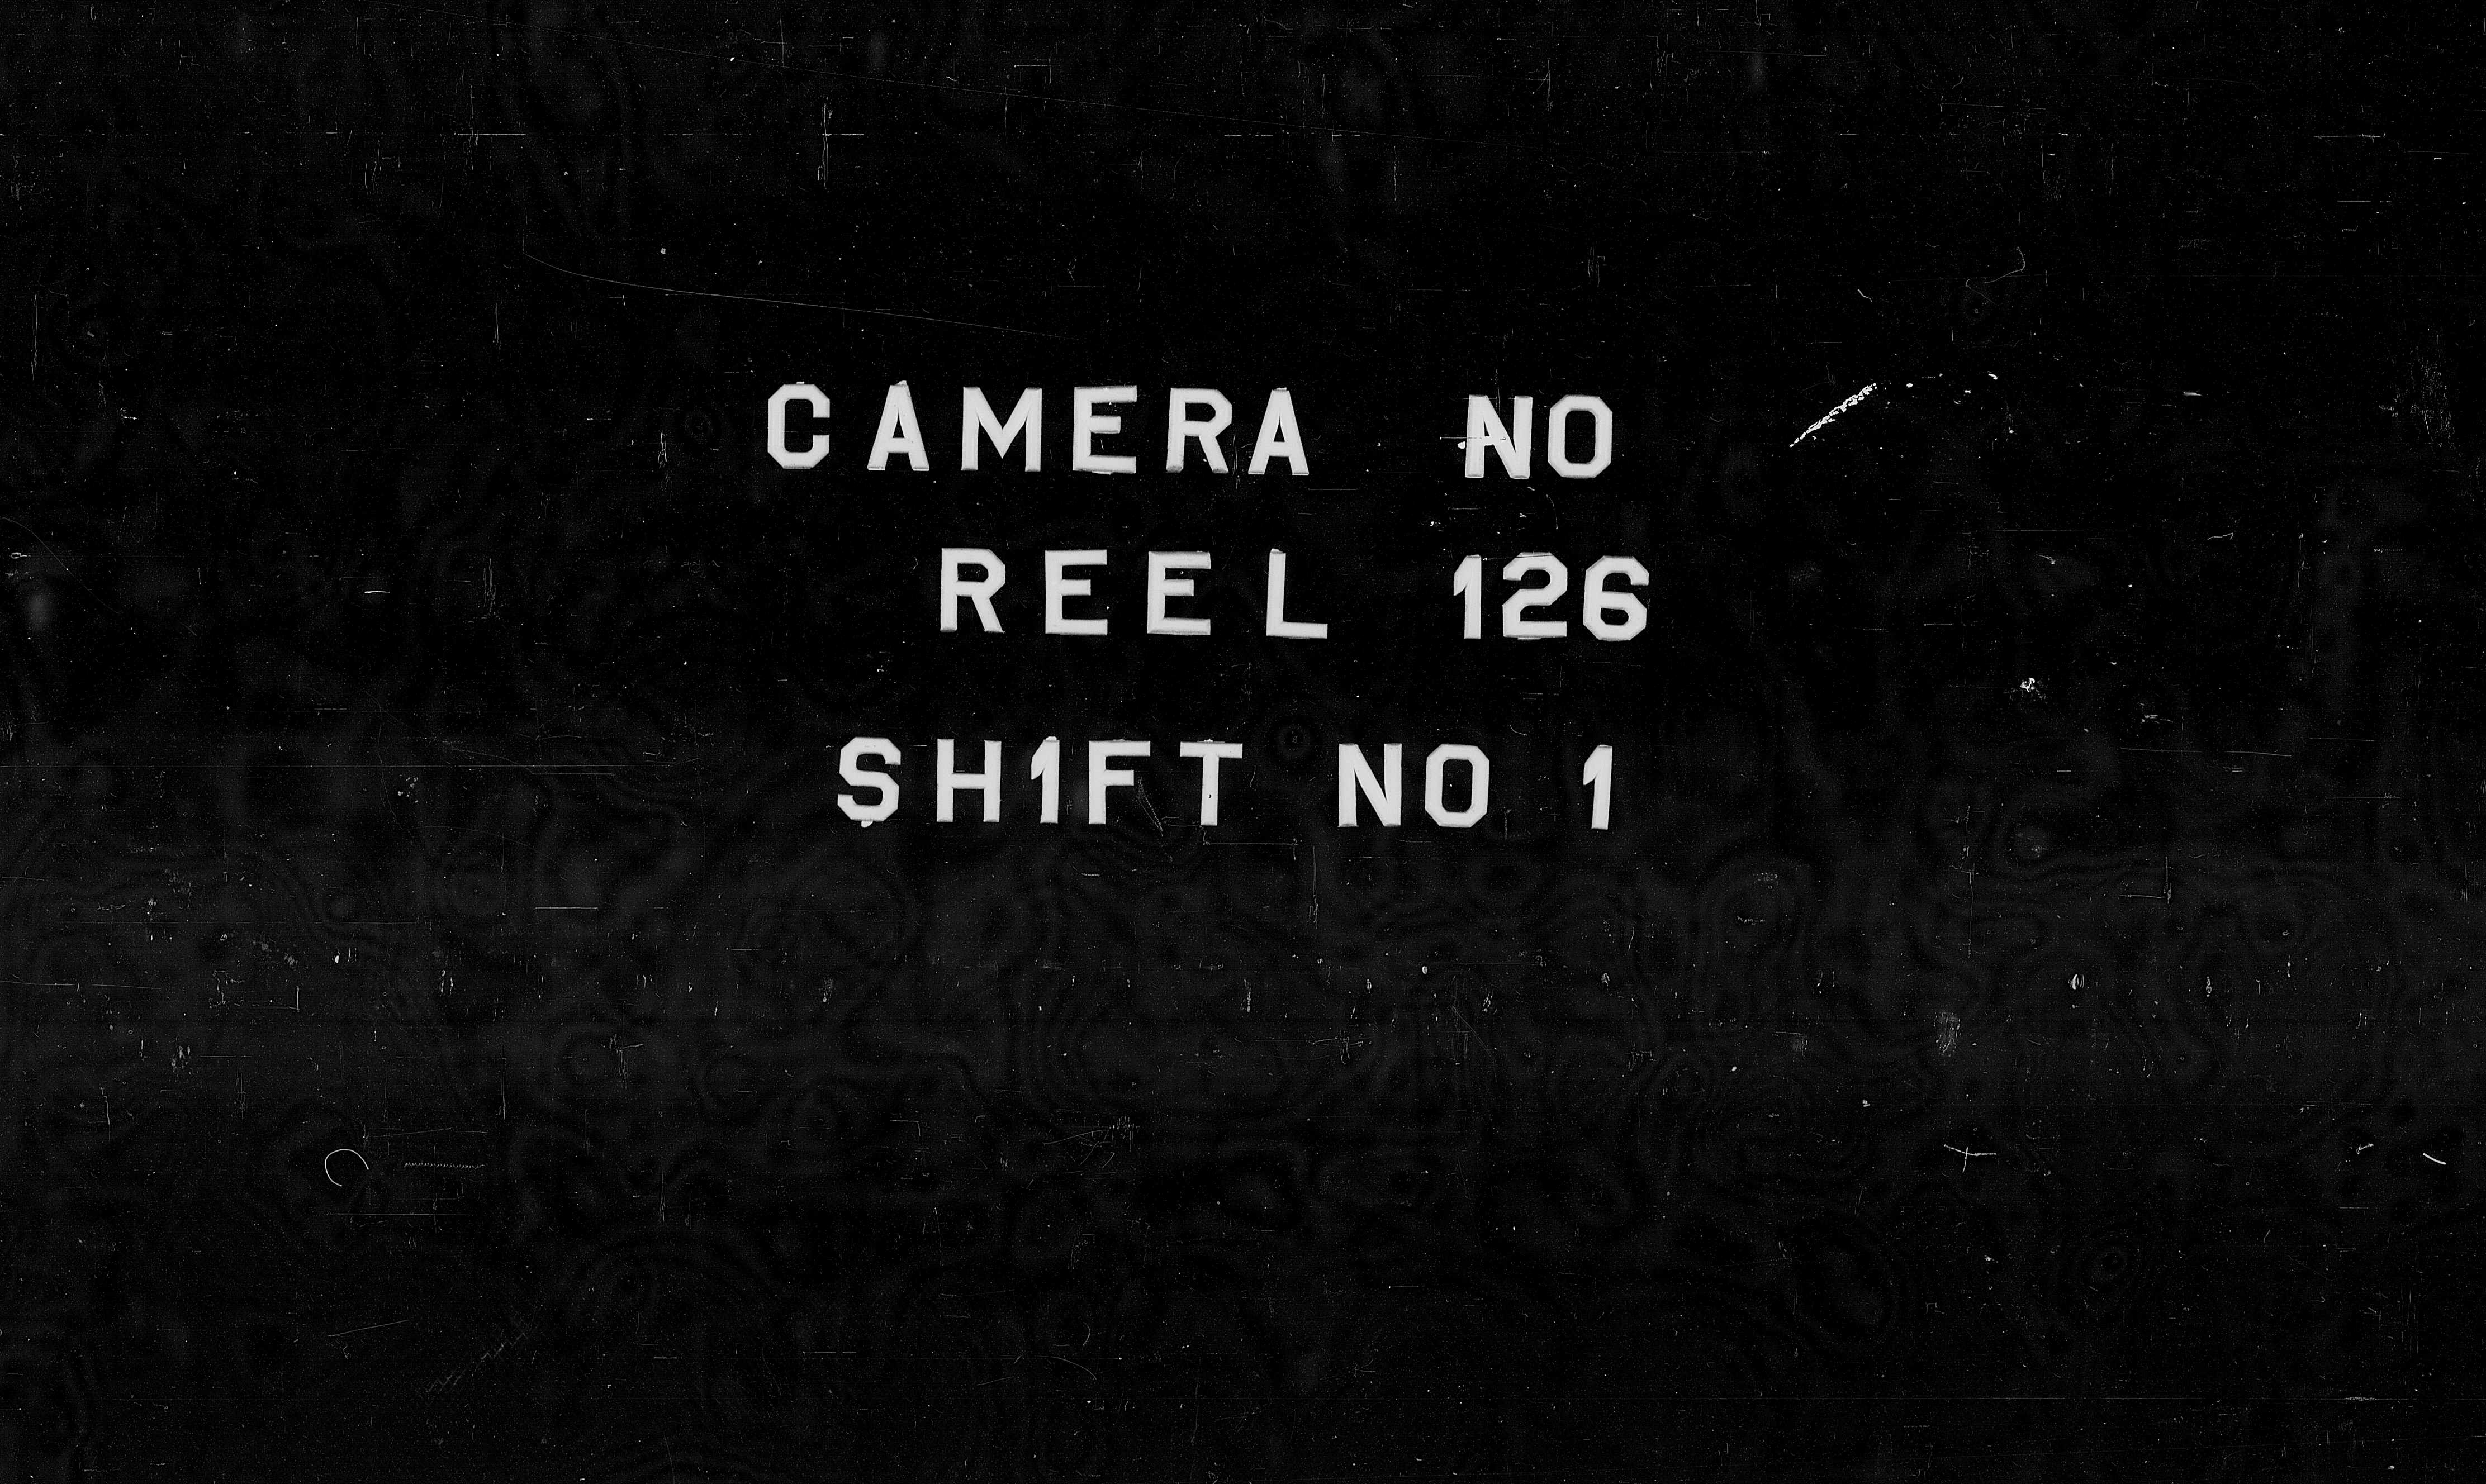 CAMERA NO
REEL 126
SH1FT NO 1